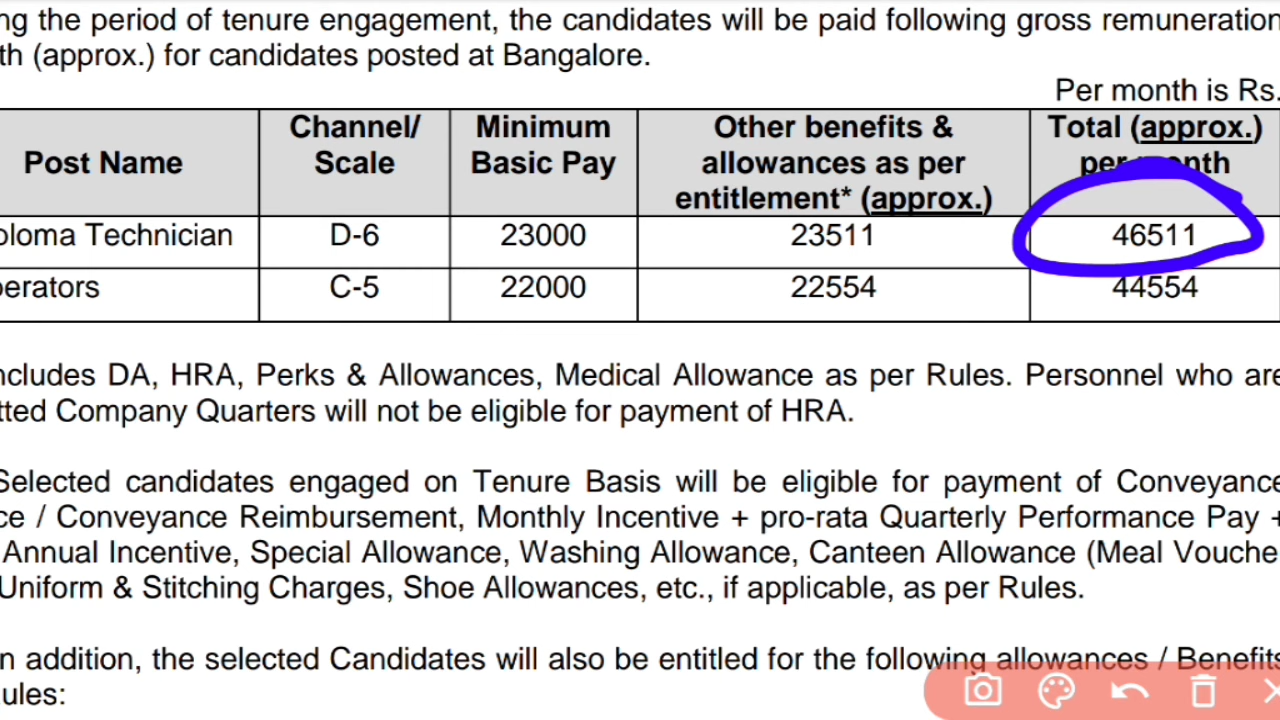 ng the period of tenure engagement, the candidates will be paid following gross remuneration
th (approx.) for candidates posted at Bangalore.
Per month is Rs.
Post Name Channel/ Scale Minimum Basic Pay Other benefits & allowances as per entitlement* (approx.) Total (approx.) per month
oloma Technician D-6 23000 23511 46511
erators C-5 22000 22554 44554
ncludes DA, HRA, Perks & Allowances, Medical Allowance as per Rules. Personnel who are
tted Company Quarters will not be eligible for payment of HRA.
Selected candidates engaged on Tenure Basis will be eligible for payment of Conveyance
ce / Conveyance Reimbursement, Monthly Incentive + pro-rata Quarterly Performance Pay +
Annual Incentive, Special Allowance, Washing Allowance, Canteen Allowance (Meal Vouche
Uniform & Stitching Charges, Shoe Allowances, etc., if applicable, as per Rules.
n addition, the selected Candidates will also be entitled for the following allowances / Benefits
ules: